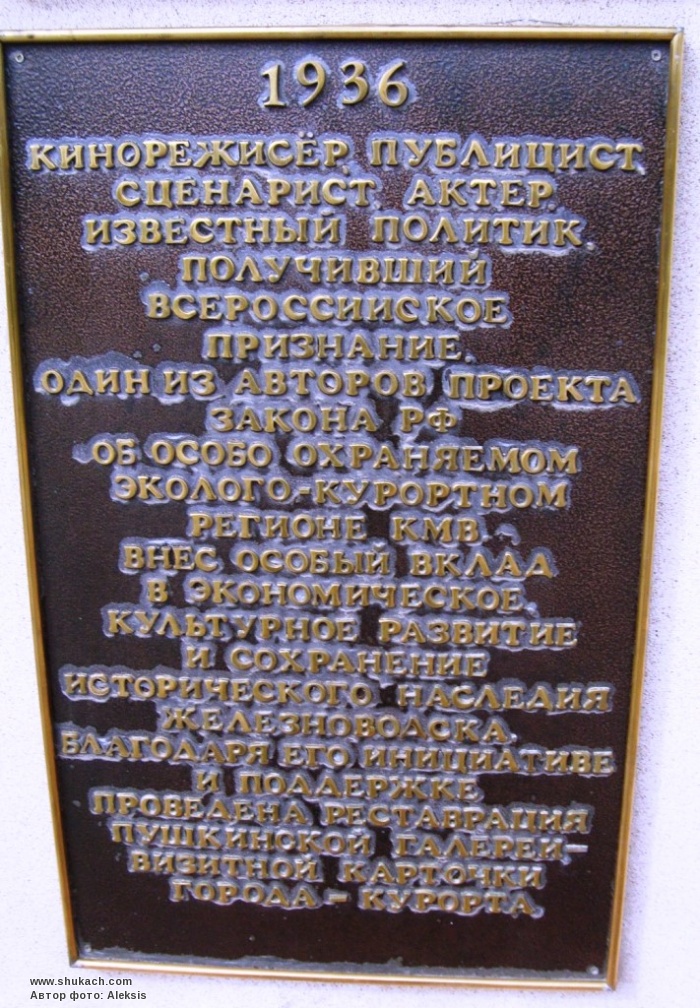 1936
КИНОРЕЖИСЁР, ПУБЛИЦИСТ,
СЦЕНАРИСТ, АКТЕР,
ИЗВЕСТНЫЙ ПОЛИТИК,
ПОЛУЧИВШИЙ
ВСЕРОССИЙСКОЕ
ПРИЗНАНИЕ.
ОДИН ИЗ АВТОРОВ ПРОЕКТА
ЗАКОНА РФ
ОБ ОСОБО ОХРАНЯЕМОМ
ЭКОЛОГО-КУРОРТНОМ
РЕГИОНЕ КМВ.
ВНЕС ОСОБЫЙ ВКЛАД
В ЭКОНОМИЧЕСКОЕ,
КУЛЬТУРНОЕ РАЗВИТИЕ
И СОХРАНЕНИЕ
ИСТОРИЧЕСКОГО НАСЛЕДИЯ
ЖЕЛЕЗНОВОДСКА.
БЛАГОДАРЯ ЕГО ИНИЦИАТИВЕ
И ПОДДЕРЖКЕ
ПРОВЕДЕНА РЕСТАВРАЦИЯ
ПУШКИНСКОЙ ГАЛЕРЕИ-
ВИЗИТНОЙ КАРТОЧКИ
ГОРОДА - КУРОРТА.
www.shukach.com
Автор фото: Aleksis